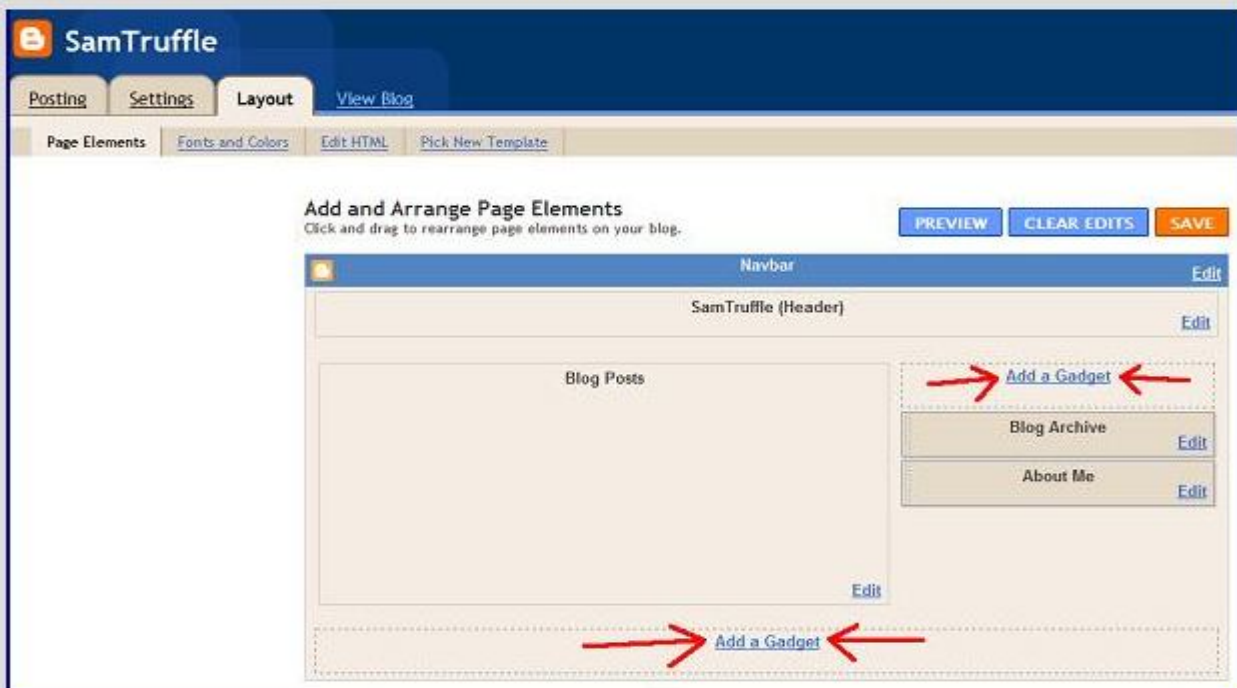 SamTruffle
Posting Settings Layout View Blog
Page Elements Fonts and Colors Edit HTML Pick New Template
Add and Arrange Page Elements
Click and drag to rearrange page elements on your blog.
PREVIEW CLEAR EDITS SAVE
Navbar
Edit
SamTruffle (Header)
Edit
Blog Posts
Edit
Add a Gadget
Blog Archive
Edit
About Me
Edit
Add a Gadget